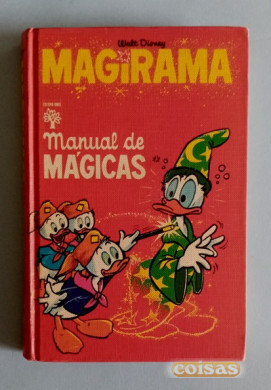 Walt Disney
MAGIRAMA
Manual de
MÁGICAS
coisas